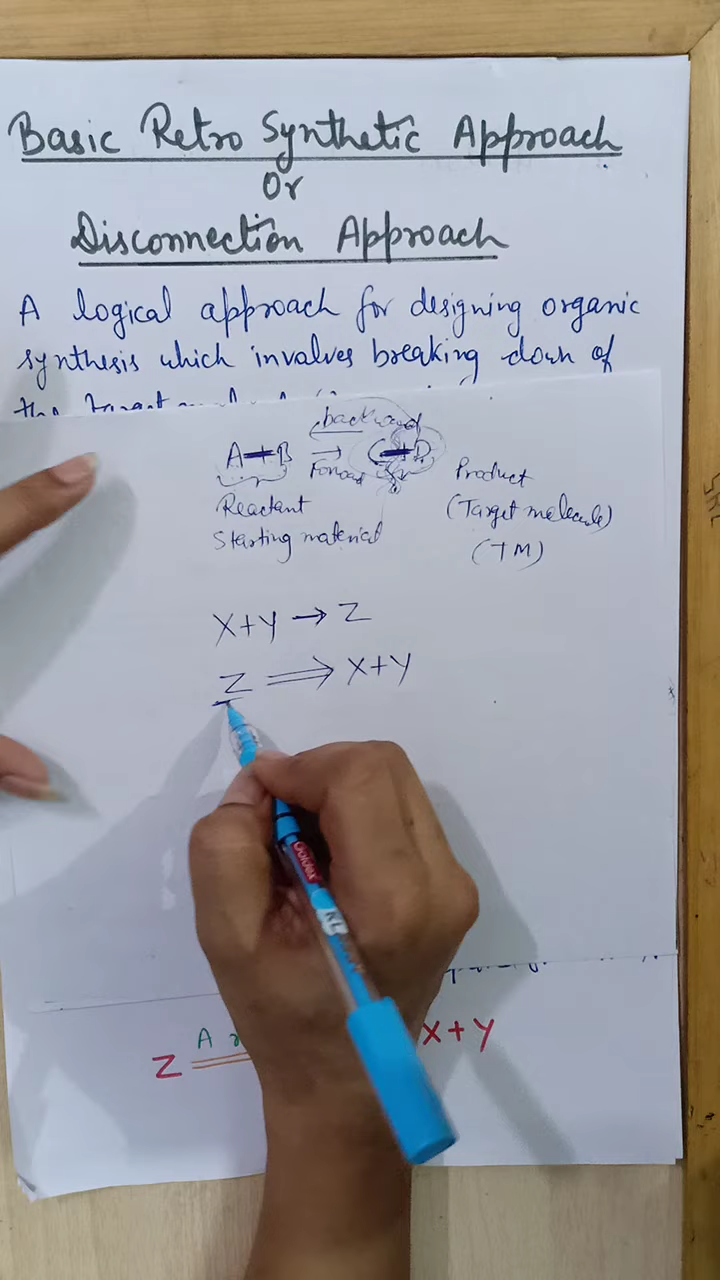 Basic Retro Synthetic Approach
Or
Disconnection Approach
A logical approach for designing organic
synthesis which involves breaking down of
backward
A + B → C + D
Forward
Product
Reactant
(Target molecule)
Starting material
(TM)
X+Y → Z
Z ⟹ X+Y
Z A X+Y